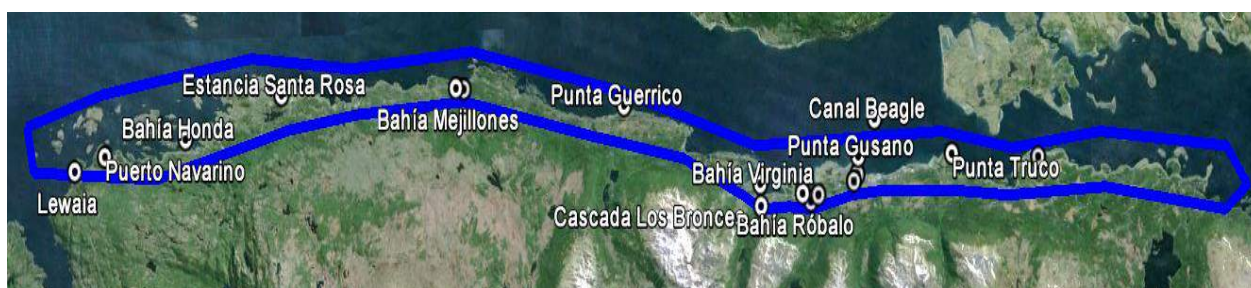 Estancia Santa Rosa
Punta Guerrico
Canal Beagle
Bahía Honda
Bahía Mejillones
Punta Gusano
Puerto Navarino
Bahía Virginia
Punta Truco
Lewaia
Cascada Los Bronces
Bahía Róbalo